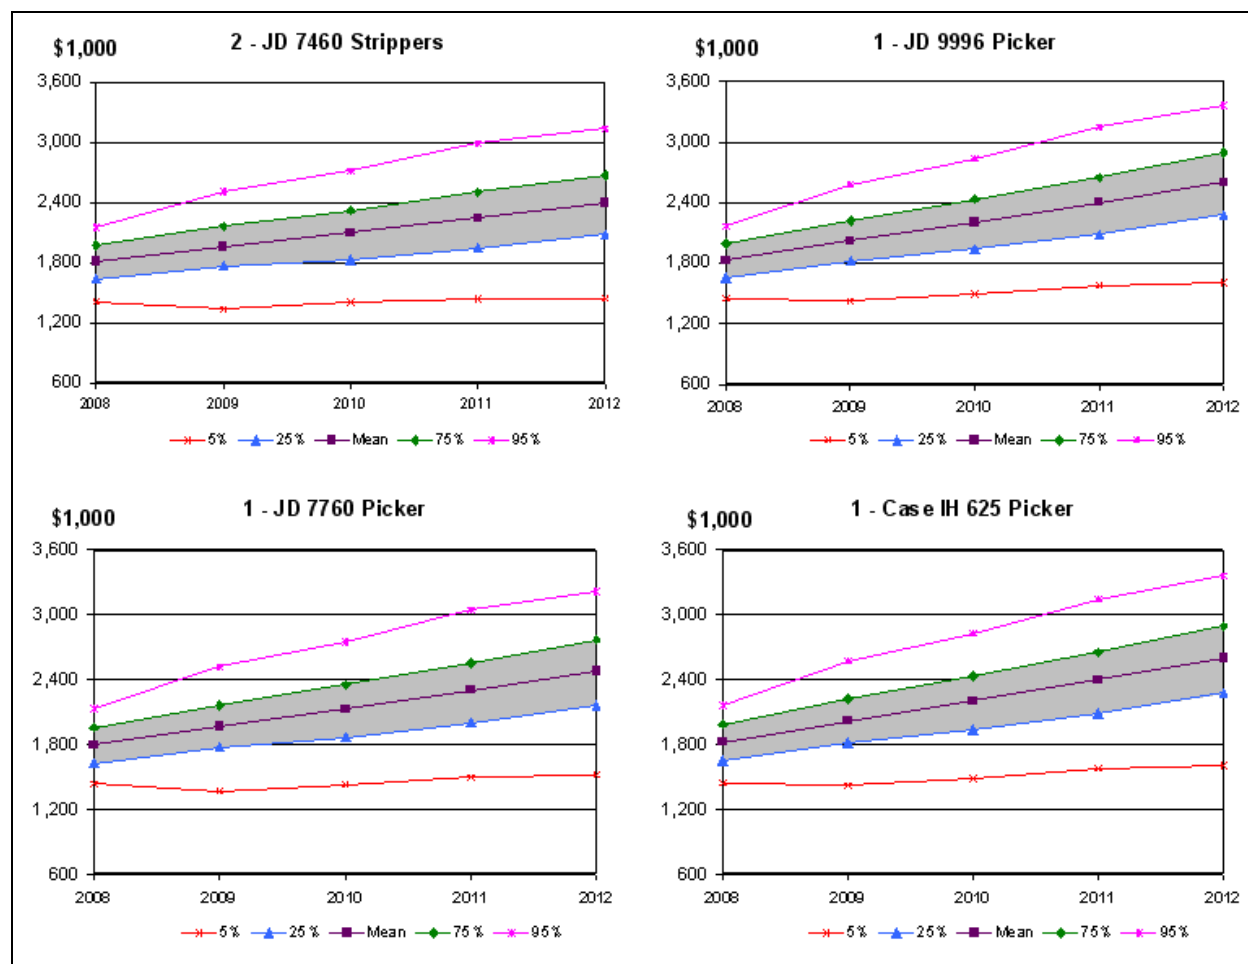 2 - JD 7460 Strippers
$1,000
3,600
3,000
2,400
1,800
1,200
600
2008 2009 2010 2011 2012
5% 25% Mean 75% 95%
1 - JD 9996 Picker
$1,000
3,600
3,000
2,400
1,800
1,200
600
2008 2009 2010 2011 2012
5% 25% Mean 75% 95%
1 - JD 7760 Picker
$1,000
3,600
3,000
2,400
1,800
1,200
600
2008 2009 2010 2011 2012
5% 25% Mean 75% 95%
1 - Case IH 625 Picker
$1,000
3,600
3,000
2,400
1,800
1,200
600
2008 2009 2010 2011 2012
5% 25% Mean 75% 95%